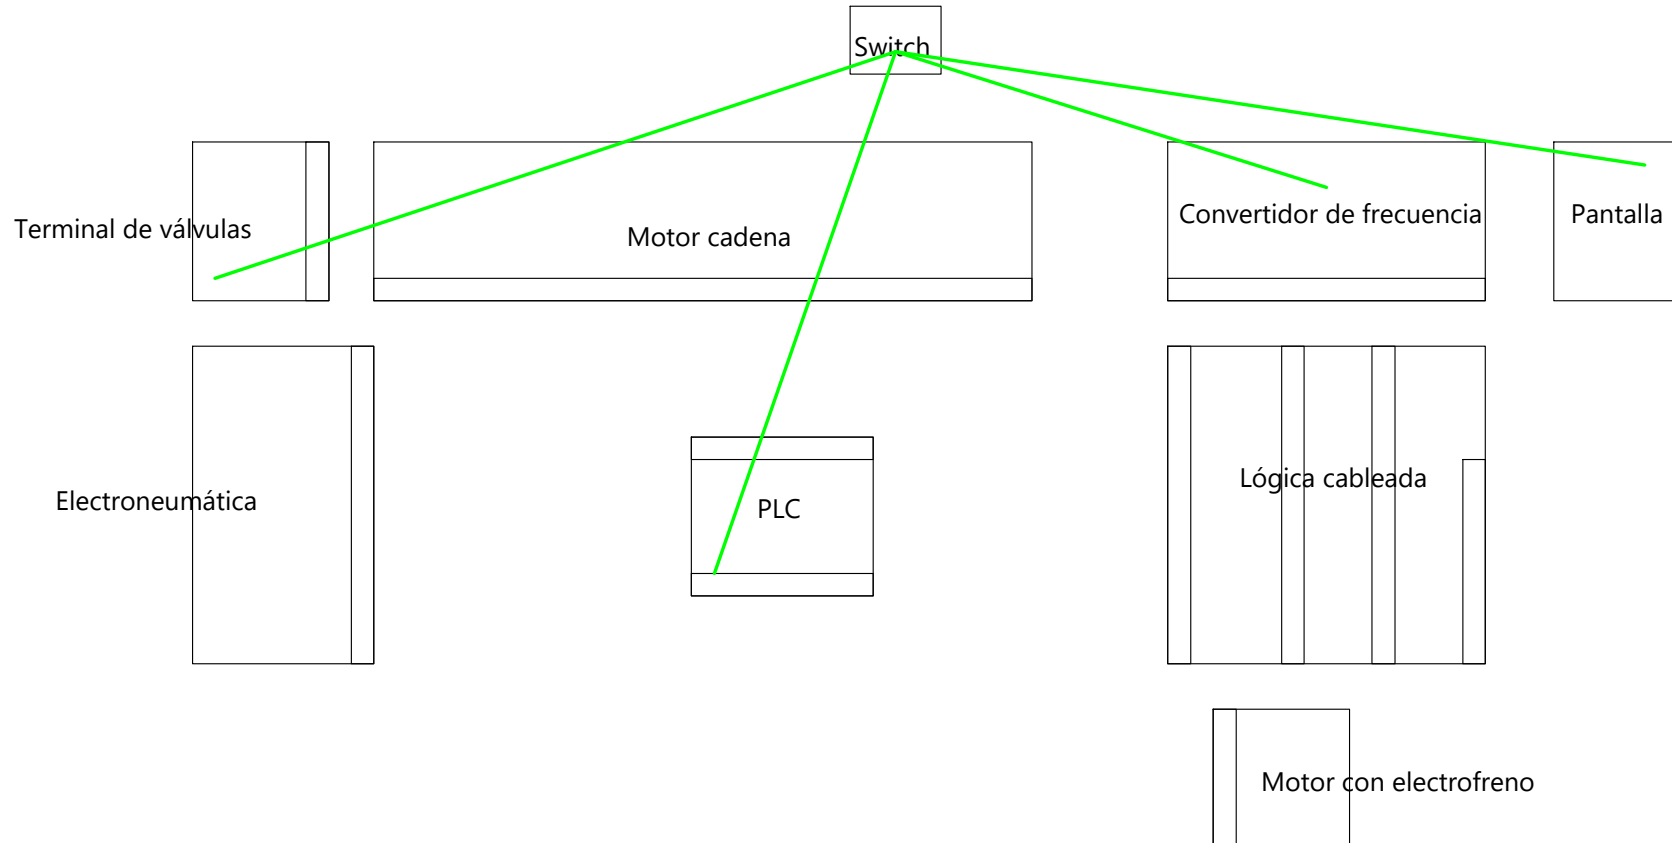 Switch
Terminal de válvulas
Motor cadena
Convertidor de frecuencia
Pantalla
Electroneumática
PLC
Lógica cableada
Motor con electrofreno